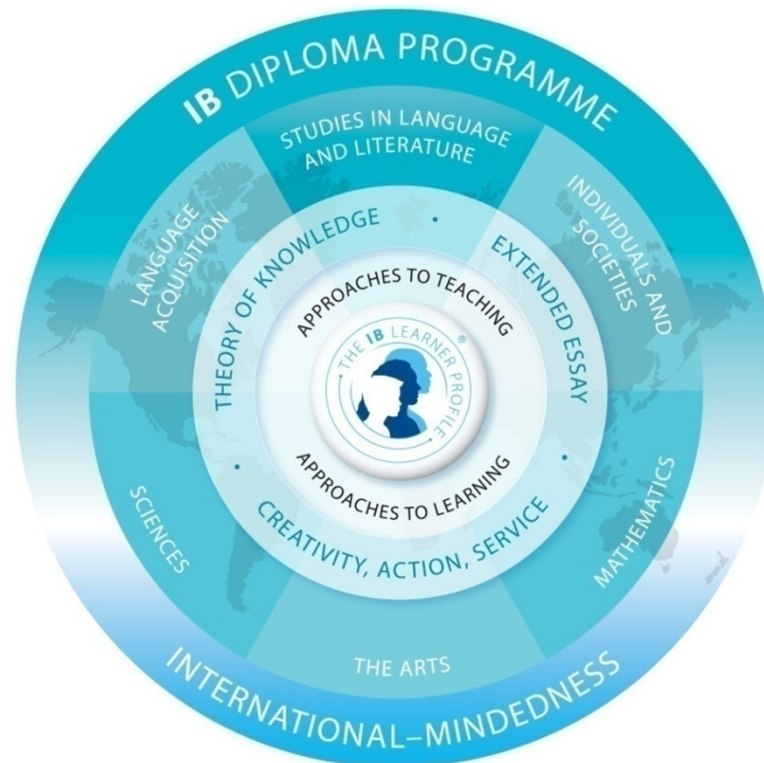 IB DIPLOMA PROGRAMME
STUDIES IN LANGUAGE
AND LITERATURE
LANGUAGE
ACQUISITION
INDIVIDUALS AND
SOCIETIES
THEORY OF KNOWLEDGE
EXTENDED ESSAY
APPROACHES TO TEACHING
THE IB LEARNER PROFILE®
APPROACHES TO LEARNING
CREATIVITY, ACTION, SERVICE
SCIENCES
MATHEMATICS
THE ARTS
INTERNATIONAL–MINDEDNESS